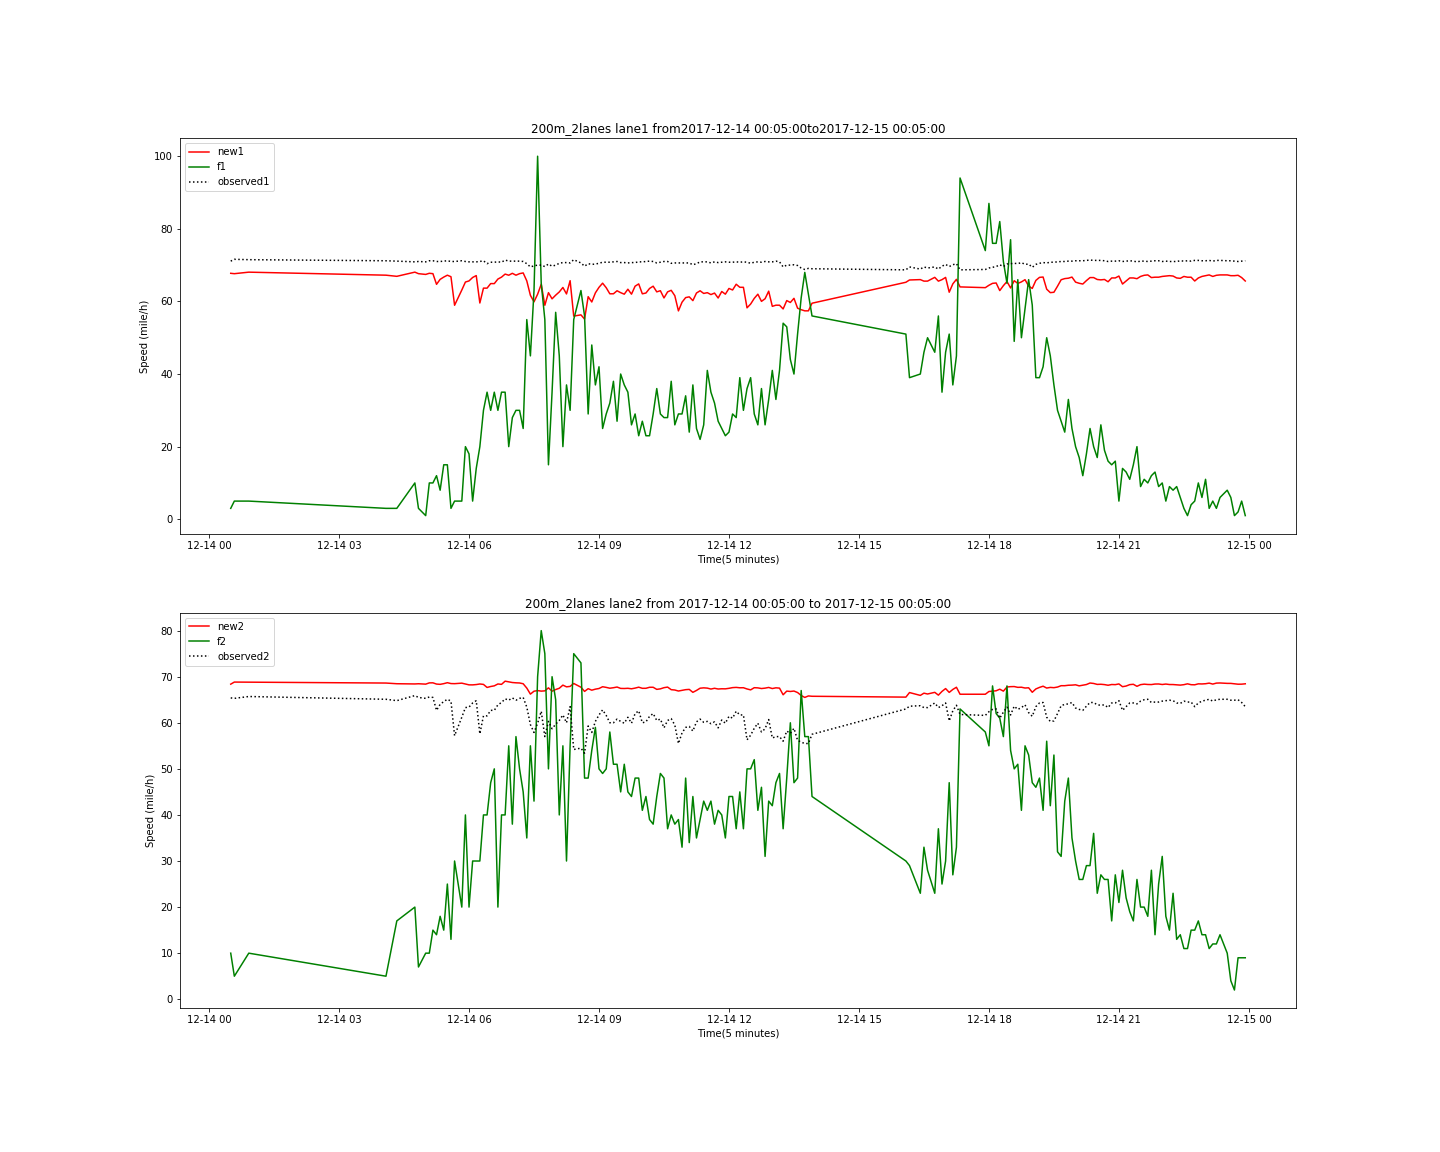 200m_2lanes lane1 from2017-12-14 00:05:00to2017-12-15 00:05:00
new1
f1
observed1
100
80
60
40
20
0
Speed (mile/h)
12-14 00 12-14 03 12-14 06 12-14 09 12-14 12 12-14 15 12-14 18 12-14 21 12-15 00
Time(5 minutes)
200m_2lanes lane2 from 2017-12-14 00:05:00 to 2017-12-15 00:05:00
new2
f2
observed2
80
70
60
50
40
30
20
10
0
Speed (mile/h)
12-14 00 12-14 03 12-14 06 12-14 09 12-14 12 12-14 15 12-14 18 12-14 21 12-15 00
Time(5 minutes)